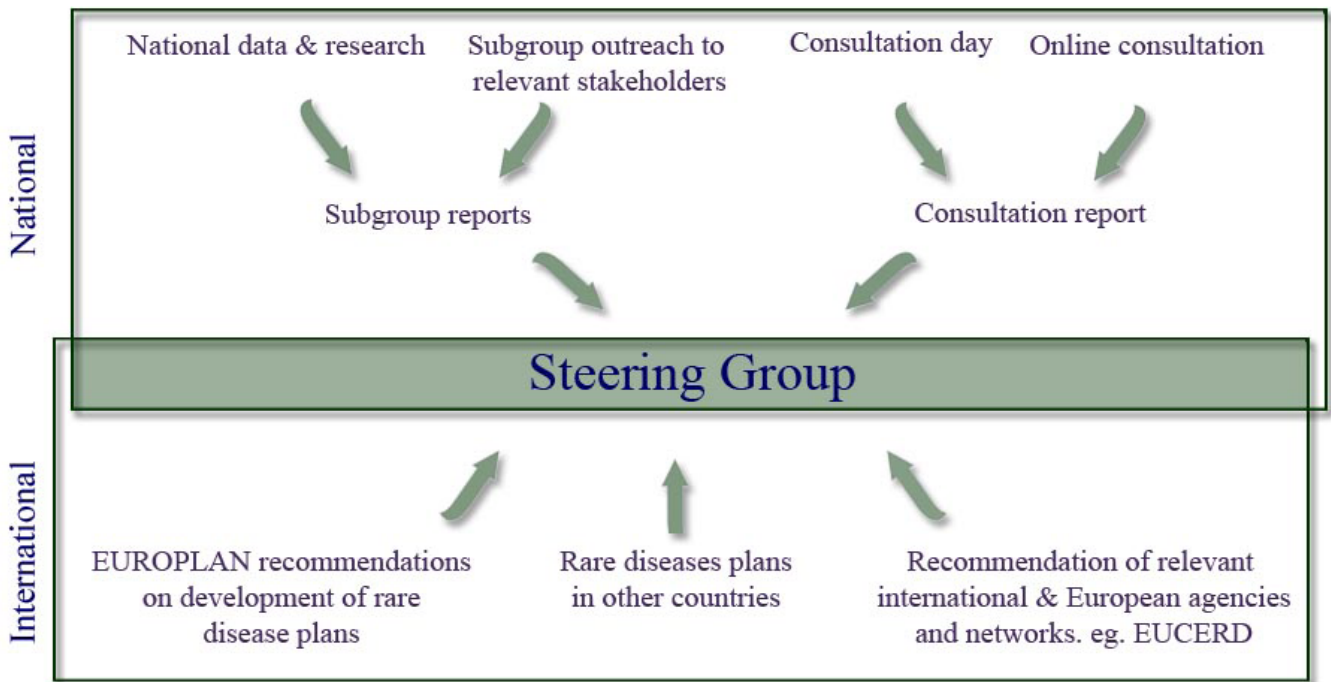 National
National data & research
Subgroup outreach to
relevant stakeholders
Consultation day
Online consultation
Subgroup reports
Consultation report
Steering Group
International
EUROPLAN recommendations
on development of rare
disease plans
Rare diseases plans
in other countries
Recommendation of relevant
international & European agencies
and networks. eg. EUCERD